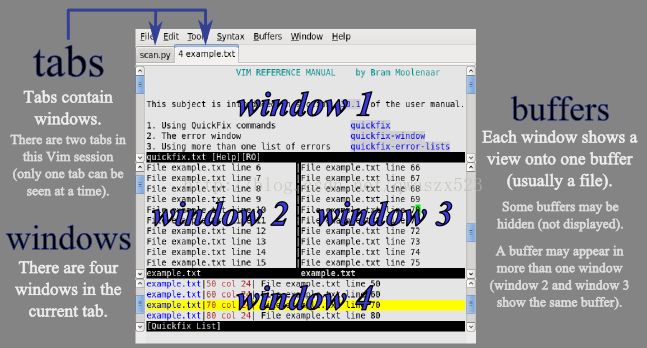 tabs
Tabs contain
windows.
There are two tabs in
this Vim session
(only one tab can be
seen at a time).
windows
There are four
windows in the
current tab.
File Edit Tools Syntax Buffers Window Help
scan.py 4 example.txt
VIM REFERENCE MANUAL by Bram Moolenaar
This subject is of the user manual.
window 1
1. Using QuickFix commands quickfix
2. The error window quickfix-window
3. Using more than one list of errors quickfix-error-lists
quickfix.txt [Help][RO]
File example.txt line 6 File example.txt line 66
File example.txt line 7 File example.txt line 67
File example.txt line 8 File example.txt line 68
File example.txt line 9 File example.txt line 69
window 2 window 3
File example.txt line 11
File example.txt line 12 File example.txt line 72
File example.txt line 13 File example.txt line 73
File example.txt line 14 File example.txt line 74
File example.txt line 15 File example.txt line 75
example.txt example.txt
example.txt|50 col 24| File example.txt line 50
example.txt|60 col 24| File example.txt line 60
example.txt|70 col 24| File example.txt line 70
window 4
example.txt|80 col 24| File example.txt line 80
[Quickfix List]
buffers
Each window shows a
view onto one buffer
(usually a file).
Some buffers may be
hidden (not displayed).
A buffer may appear in
more than one window
(window 2 and window 3
show the same buffer).